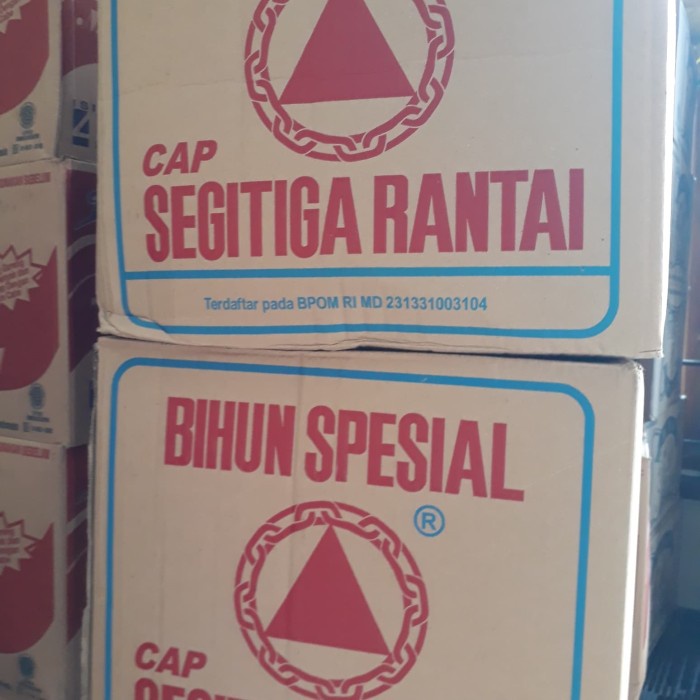 CAP
SEGITIGA RANTAI
Terdaftar pada BPOM RI MD 231331003104
BIHUN SPESIAL
®
CAP